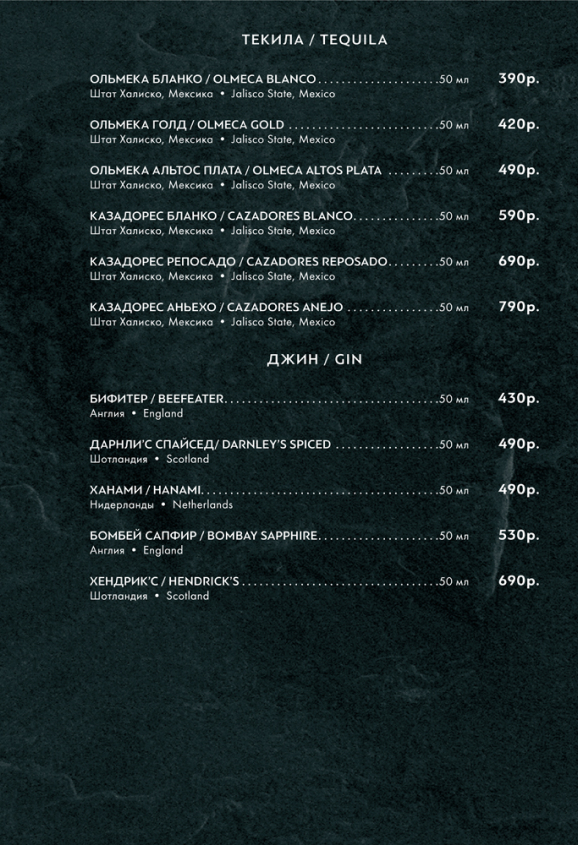 ТЕКИЛА / TEQUILA
ОЛЬМЕКА БЛАНКО / OLMECA BLANCO.....................50 мл 390р.
Штат Халиско, Мексика • Jalisco State, Mexico
ОЛЬМЕКА ГОЛД / OLMECA GOLD ..........................50 мл 420р.
Штат Халиско, Мексика • Jalisco State, Mexico
ОЛЬМЕКА АЛЬТОС ПЛАТА / OLMECA ALTOS PLATA .........50 мл 490р.
Штат Халиско, Мексика • Jalisco State, Mexico
КАЗАДОРЕС БЛАНКО / CAZADORES BLANCO...............50 мл 590р.
Штат Халиско, Мексика • Jalisco State, Mexico
КАЗАДОРЕС РЕПОСАДО / CAZADORES REPOSADO.........50 мл 690р.
Штат Халиско, Мексика • Jalisco State, Mexico
КАЗАДОРЕС АНЬЕХО / CAZADORES ANEJO ................50 мл 790р.
Штат Халиско, Мексика • Jalisco State, Mexico
ДЖИН / GIN
БИФИТЕР / BEEFEATER.....................................50 мл 430р.
Англия • England
ДАРНЛИ'С СПАЙСЕД/ DARNLEY'S SPICED ..................50 мл 490р.
Шотландия • Scotland
ХАНАМИ / HANAMI.........................................50 мл 490р.
Нидерланды • Netherlands
БОМБЕЙ САПФИР / BOMBAY SAPPHIRE.....................50 мл 530р.
Англия • England
ХЕНДРИК'С / HENDRICK'S ..................................50 мл 690р.
Шотландия • Scotland